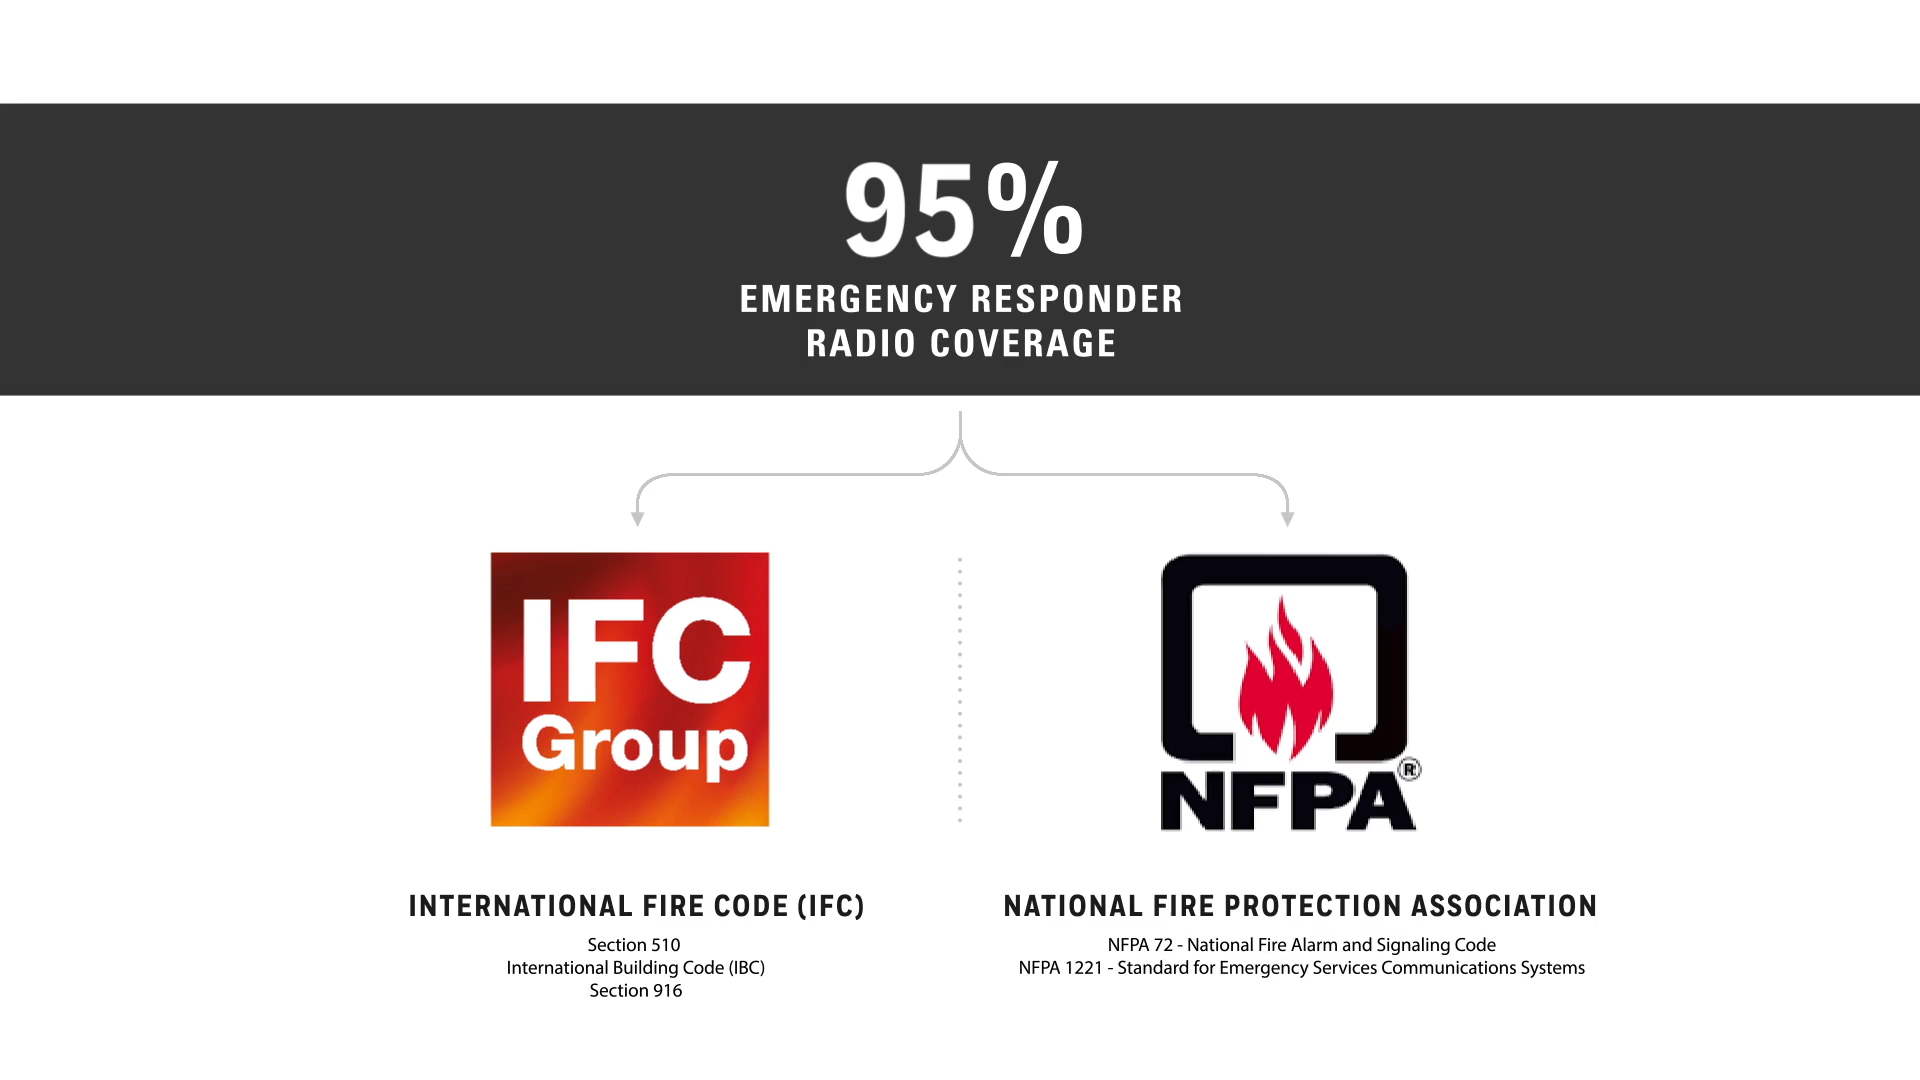 95%
EMERGENCY RESPONDER
RADIO COVERAGE
IFC
Group
NFPA®
INTERNATIONAL FIRE CODE (IFC)
Section 510
International Building Code (IBC)
Section 916
NATIONAL FIRE PROTECTION ASSOCIATION
NFPA 72 - National Fire Alarm and Signaling Code
NFPA 1221 - Standard for Emergency Services Communications Systems